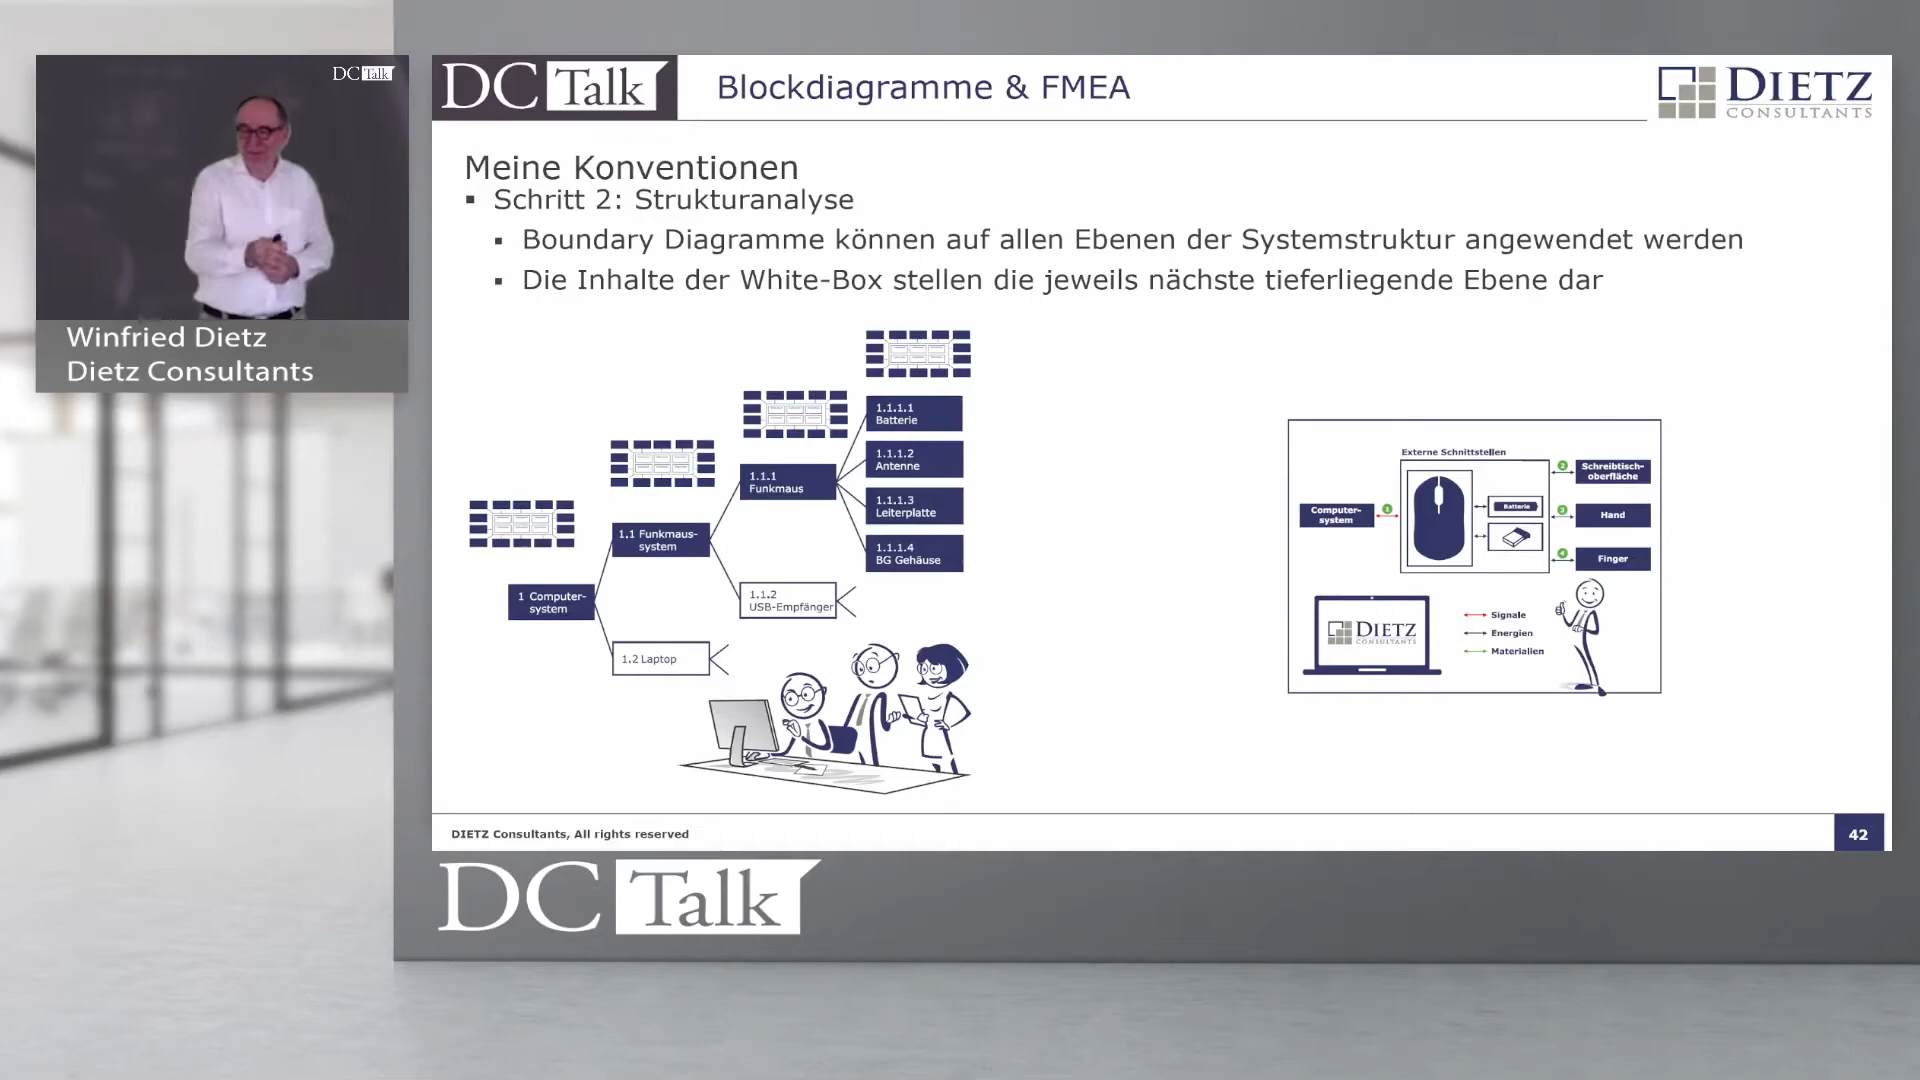 DC Talk
Winfried Dietz
Dietz Consultants
DC Talk
Blockdiagramme & FMEA
DIETZ
CONSULTANTS
Meine Konventionen
▪ Schritt 2: Strukturanalyse
▪ Boundary Diagramme können auf allen Ebenen der Systemstruktur angewendet werden
▪ Die Inhalte der White-Box stellen die jeweils nächste tieferliegende Ebene dar
1 Computer-
system
1.1 Funkmaus-
system
1.2 Laptop
1.1.1
Funkmaus
1.1.2
USB-Empfänger
1.1.1.1
Batterie
1.1.1.2
Antenne
1.1.1.3
Leiterplatte
1.1.1.4
BG Gehäuse
Externe Schnittstellen
Computer-
system
1
Batterie
2
Schreibtisch-
oberfläche
3
Hand
4
Finger
DIETZ
CONSULTANTS
Signale
Energien
Materialien
DIETZ Consultants, All rights reserved
42
DC Talk